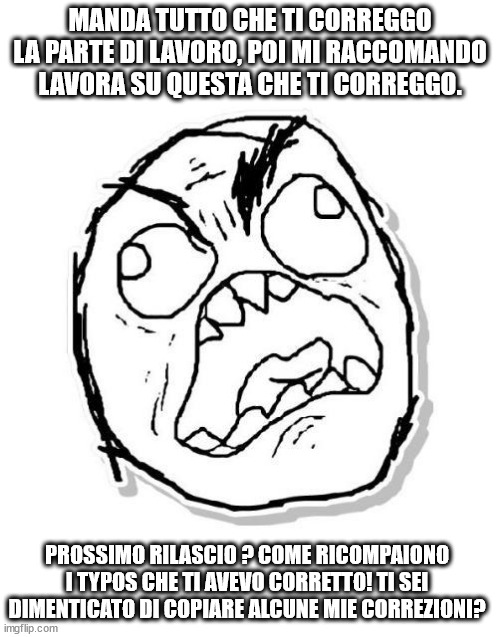 MANDA TUTTO CHE TI CORREGGO
LA PARTE DI LAVORO, POI MI RACCOMANDO
LAVORA SU QUESTA CHE TI CORREGGO.
PROSSIMO RILASCIO ? COME RICOMPAIONO
I TYPOS CHE TI AVEVO CORRETTO! TI SEI
DIMENTICATO DI COPIARE ALCUNE MIE CORREZIONI?
imgflip.com